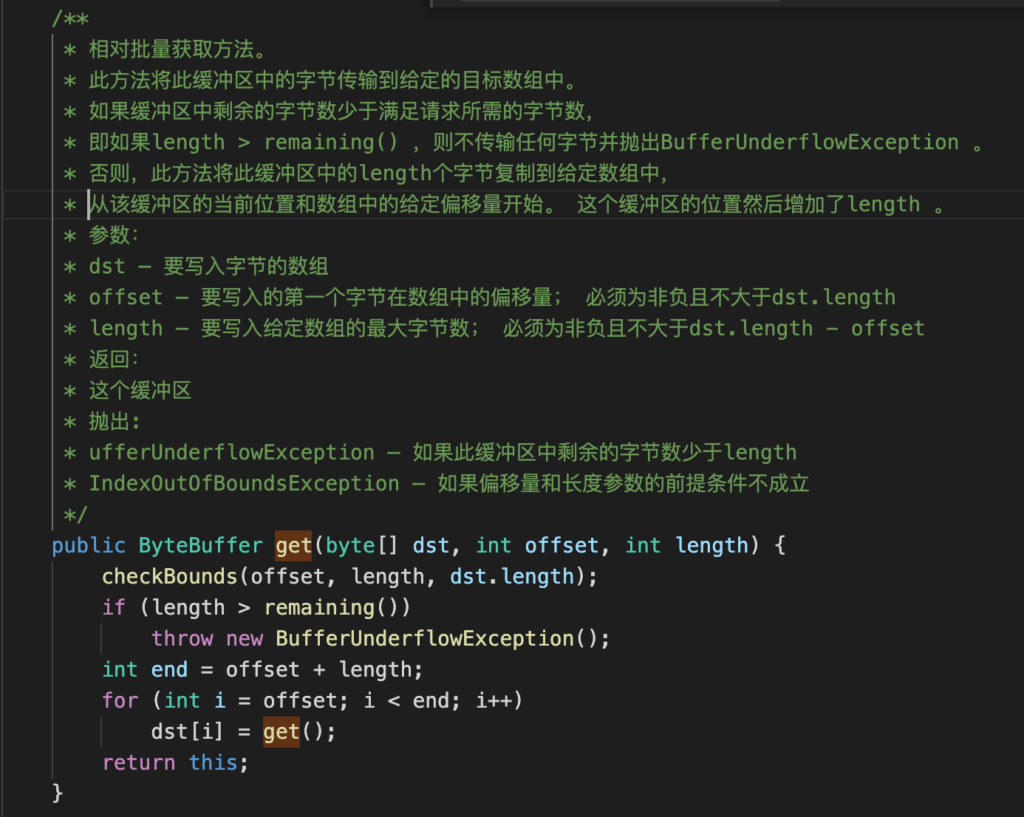 /**
* 相对批量获取方法。
* 此方法将此缓冲区中的字节传输到给定的目标数组中。
* 如果缓冲区中剩余的字节数少于满足请求所需的字节数，
* 即如果length > remaining() ，则不传输任何字节并抛出BufferUnderflowException 。
* 否则，此方法将此缓冲区中的length个字节复制到给定数组中，
* 从该缓冲区的当前位置和数组中的给定偏移量开始。 这个缓冲区的位置然后增加了length 。
* 参数：
* dst – 要写入字节的数组
* offset – 要写入的第一个字节在数组中的偏移量； 必须为非负且不大于dst.length
* length – 要写入给定数组的最大字节数； 必须为非负且不大于dst.length - offset
* 返回：
* 这个缓冲区
* 抛出：
* ufferUnderflowException – 如果此缓冲区中剩余的字节数少于length
* IndexOutOfBoundsException – 如果偏移量和长度参数的前提条件不成立
*/
public ByteBuffer get(byte[] dst, int offset, int length) {
checkBounds(offset, length, dst.length);
if (length > remaining())
throw new BufferUnderflowException();
int end = offset + length;
for (int i = offset; i < end; i++)
dst[i] = get();
return this;
}